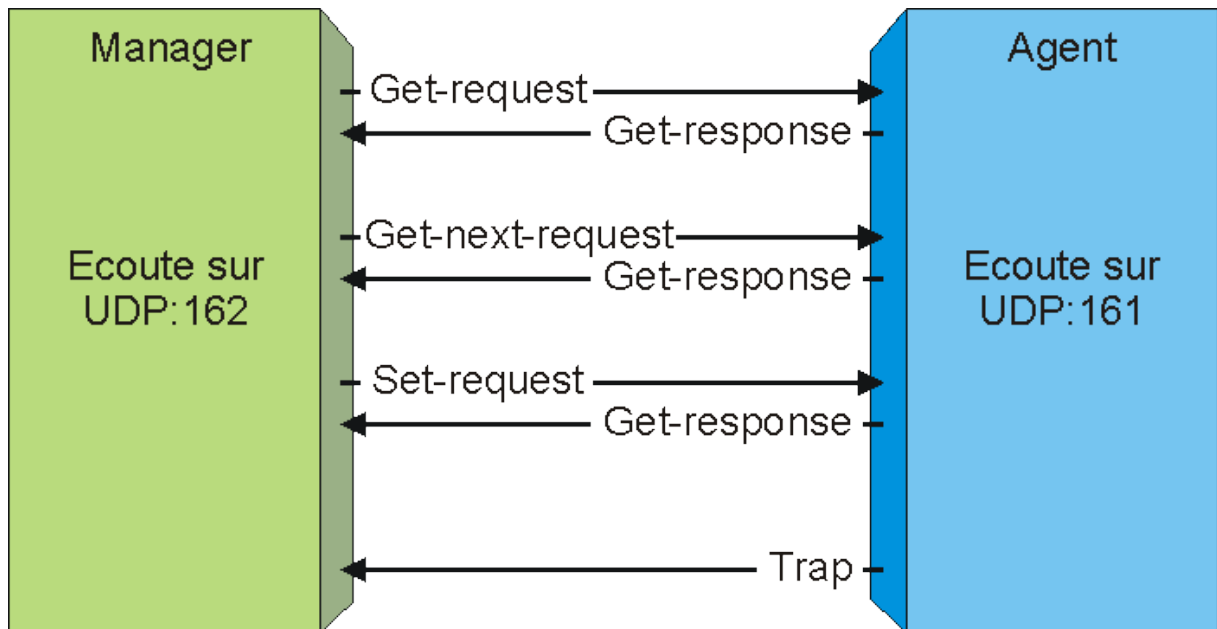 Manager
Agent
Get-request
Get-response
Get-next-request
Get-response
Ecoute sur
UDP:162
Ecoute sur
UDP:161
Set-request
Get-response
Trap